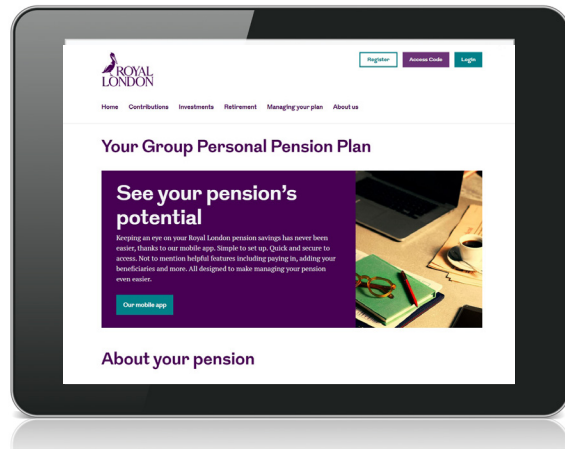 ROYAL
LONDON
Register
Access Code
Login
Home Contributions Investments Retirement Managing your plan About us
Your Group Personal Pension Plan
See your pension's
potential
Keeping an eye on your Royal London pension savings has never been
easier, thanks to our mobile app. Simple to set up. Quick and secure to
access. Not to mention helpful features including paying in, adding your
beneficiaries and more. All designed to make managing your pension
even easier.
Our mobile app
About your pension